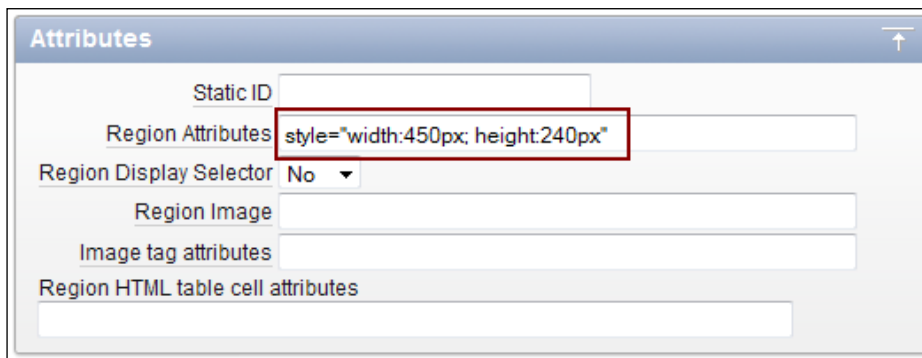 Attributes
Static ID
Region Attributes style="width:450px; height:240px"
Region Display Selector No
Region Image
Image tag attributes
Region HTML table cell attributes